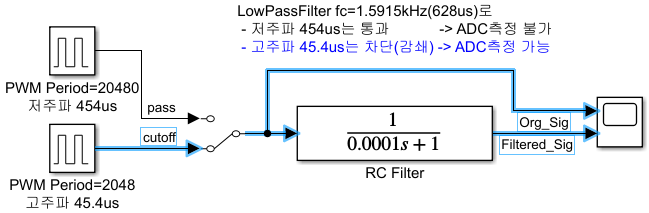 LowPassFilter fc=1.5915kHz(628us)로
- 저주파 454us는 통과 -> ADC측정 불가
- 고주파 45.4us는 차단(감쇄) -> ADC측정 가능
PWM Period=20480
저주파 454us
pass
cutoff
PWM Period=2048
고주파 45.4us
1
0.0001s + 1
RC Filter
Org_Sig
Filtered_Sig